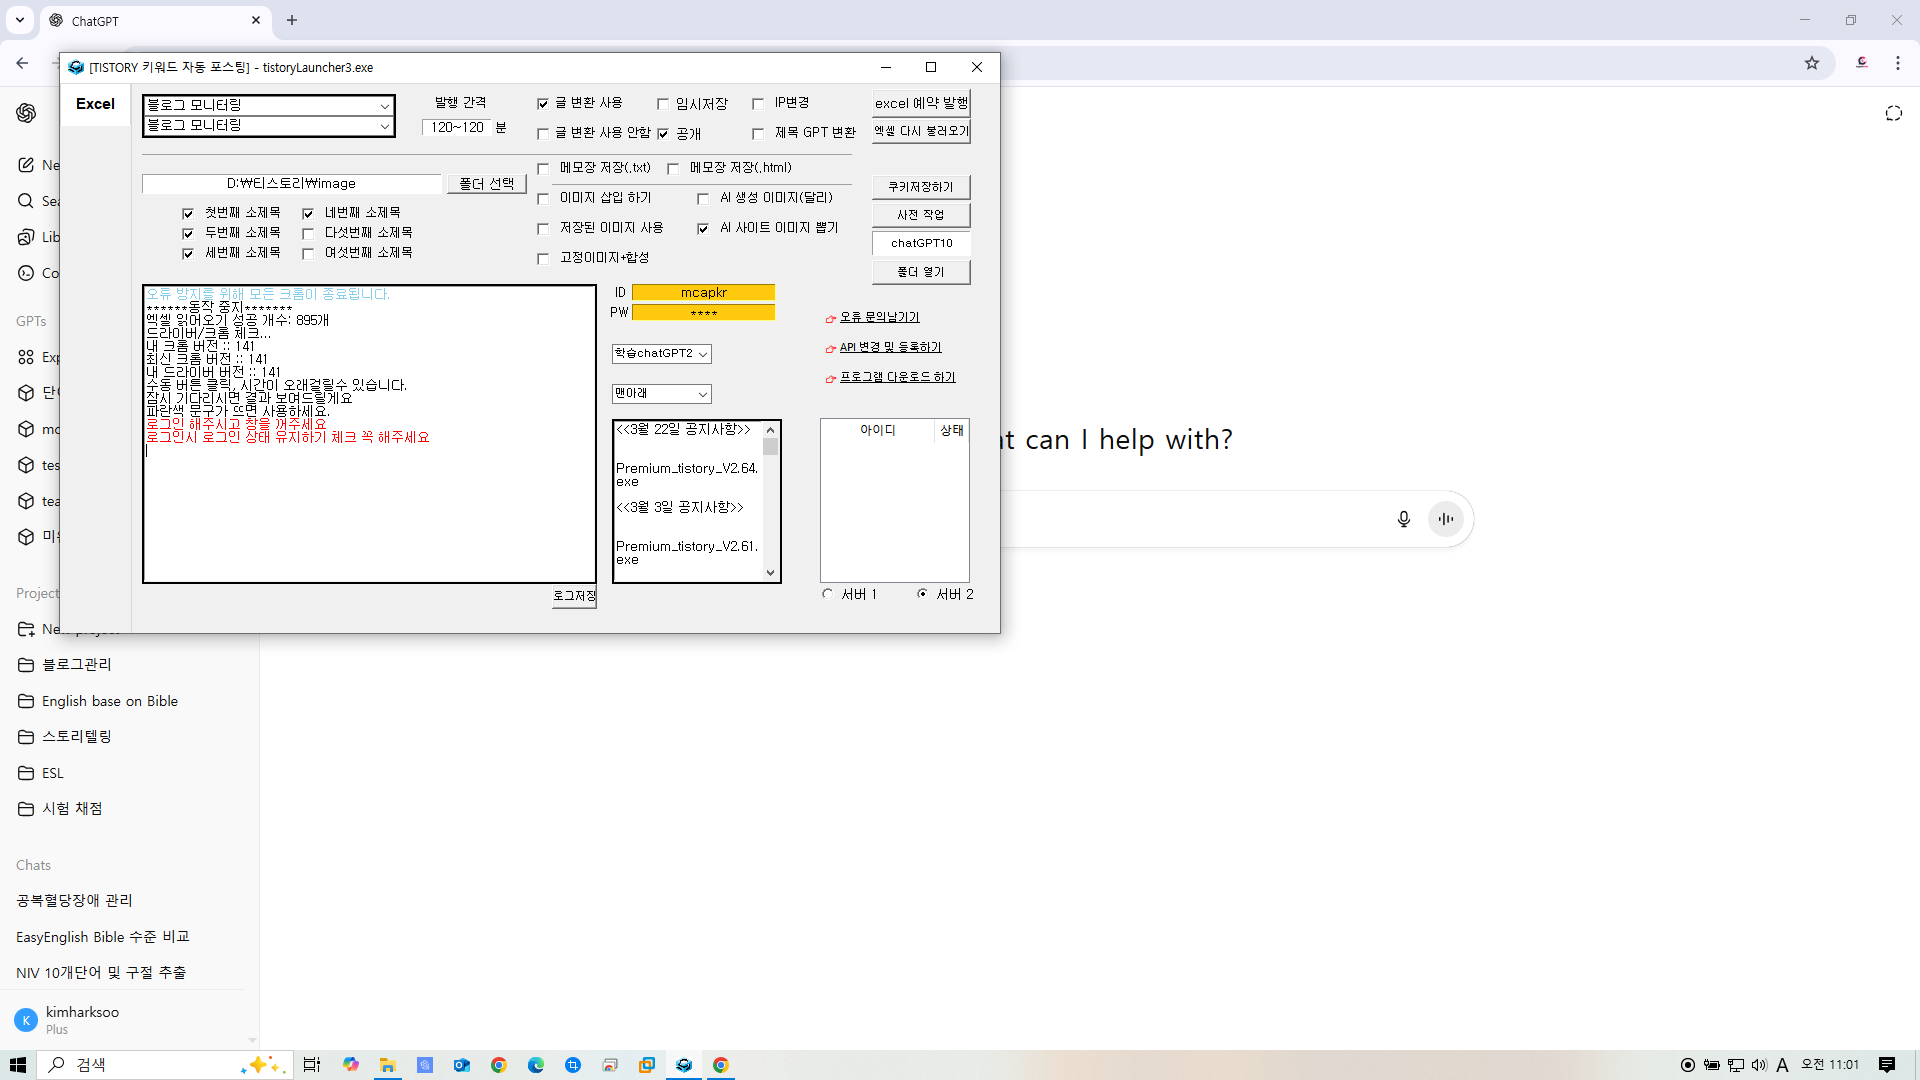 ChatGPT
[TISTORY 키워드 자동 포스팅] - tistoryLauncher3.exe
Excel
블로그 모니터링
블로그 모니터링
발행 간격
120~120 분
글 변환 사용
임시저장
IP변경
글 변환 사용 안함
공개
제목 GPT 변환
excel 예약 발행
엑셀 다시 불러오기
메모장 저장(.txt)
메모장 저장(.html)
D:₩티스토리₩image
폴더 선택
이미지 삽입 하기
AI 생성 이미지(달리)
쿠키저장하기
첫번째 소제목
네번째 소제목
저장된 이미지 사용
AI 사이트 이미지 뽑기
사전 작업
두번째 소제목
다섯번째 소제목
chatGPT10
세번째 소제목
여섯번째 소제목
고정이미지+합성
폴더 열기
오류 방지를 위해 모든 크롬이 종료됩니다.
******동작 중지*******
엑셀 읽어오기 성공 개수: 895개
드라이버/크롬 체크...
내 크롬 버전 :: 141
최신 크롬 버전 :: 141
내 드라이버 버전 :: 141
수동 버튼 클릭, 시간이 오래걸릴수 있습니다.
잠시 기다리시면 결과 보며드릴게요
파란색 문구가 뜨면 사용하세요.
로그인 해주시고 창을 꺼주세요
로그인시 로그인 상태 유지하기 체크 꼭 해주세요
로그저장
ID mcapkr
PW ****
학습chatGPT2
맨아래
오류 문의남기기
API 변경 및 등록하기
프로그램 다운로드 하기
<<3월 22일 공지사항>>
Premium_tistory_V2.64.
exe
<<3월 3일 공지사항>>
Premium_tistory_V2.61.
exe
아이디
상태
서버 1
서버 2
Ne
Sea
Lib
Co
GPTs
Exp
단
mc
tes
tea
Project
New project
블로그관리
English base on Bible
스토리텔링
ESL
시험 채점
Chats
공복혈당장애 관리
EasyEnglish Bible 수준 비교
NIV 10개단어 및 구절 추출
K
kimharksoo
Plus
at can I help with?
검색
A
오전 11:01